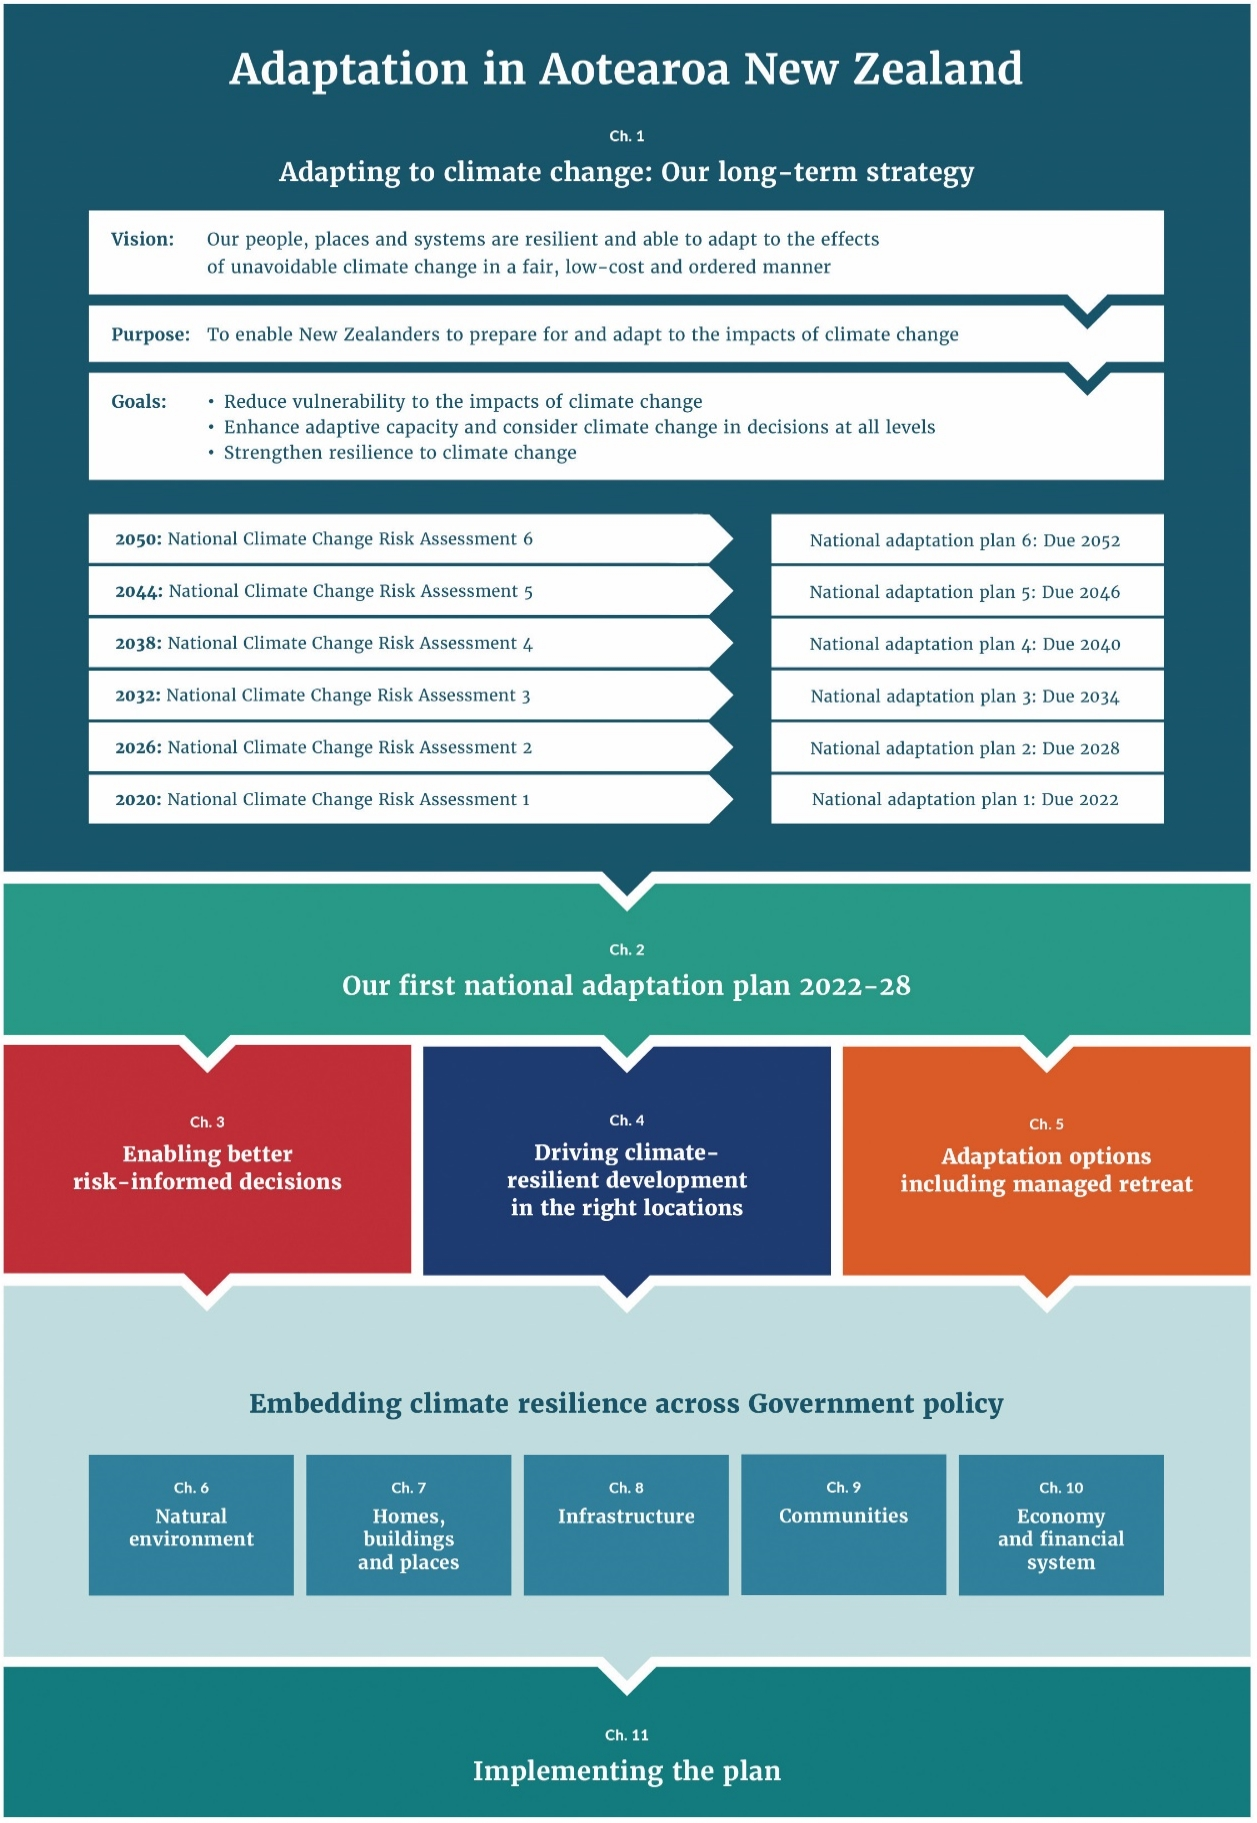 Adaptation in Aotearoa New Zealand
Ch. 1
Adapting to climate change: Our long-term strategy
Vision: Our people, places and systems are resilient and able to adapt to the effects
of unavoidable climate change in a fair, low-cost and ordered manner
Purpose: To enable New Zealanders to prepare for and adapt to the impacts of climate change
Goals: • Reduce vulnerability to the impacts of climate change
• Enhance adaptive capacity and consider climate change in decisions at all levels
• Strengthen resilience to climate change
2050: National Climate Change Risk Assessment 6
National adaptation plan 6: Due 2052
2044: National Climate Change Risk Assessment 5
National adaptation plan 5: Due 2046
2038: National Climate Change Risk Assessment 4
National adaptation plan 4: Due 2040
2032: National Climate Change Risk Assessment 3
National adaptation plan 3: Due 2034
2026: National Climate Change Risk Assessment 2
National adaptation plan 2: Due 2028
2020: National Climate Change Risk Assessment 1
National adaptation plan 1: Due 2022
Ch. 2
Our first national adaptation plan 2022–28
Ch. 3
Enabling better
risk-informed decisions
Ch. 4
Driving climate-
resilient development
in the right locations
Ch. 5
Adaptation options
including managed retreat
Embedding climate resilience across Government policy
Ch. 6
Natural
environment
Ch. 7
Homes,
buildings
and places
Ch. 8
Infrastructure
Ch. 9
Communities
Ch. 10
Economy
and financial
system
Ch. 11
Implementing the plan